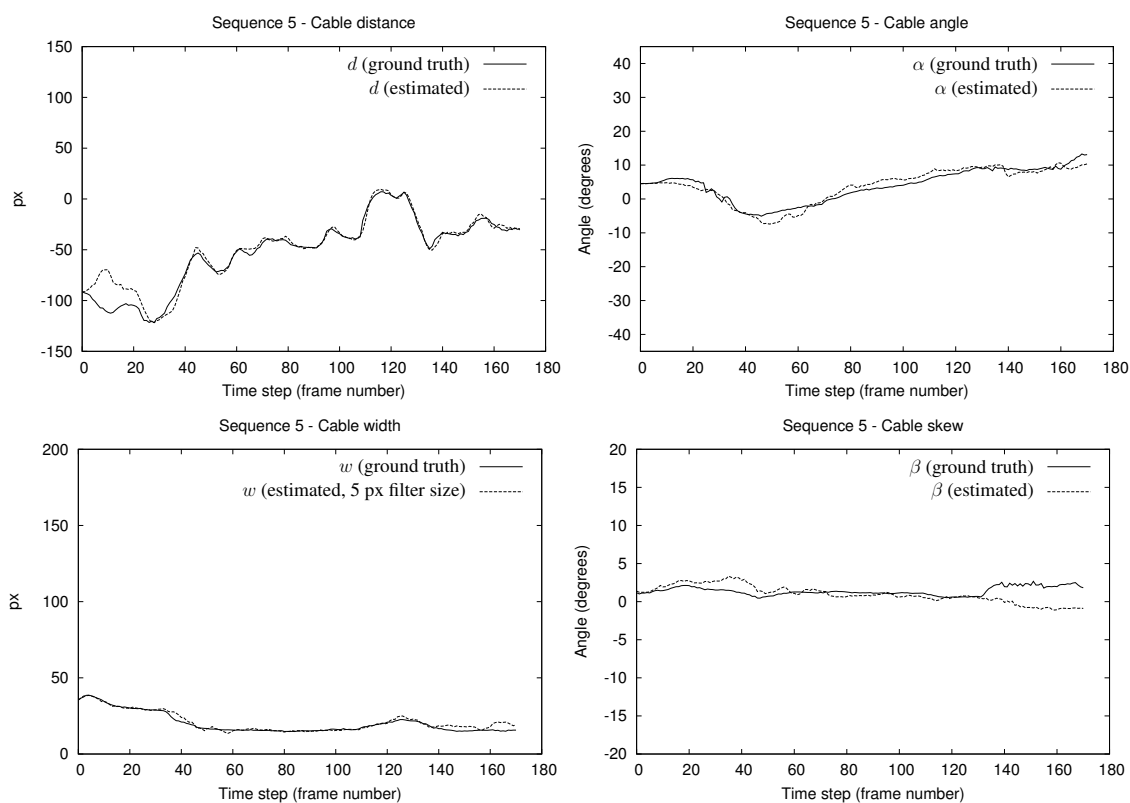 Sequence 5 - Cable distance
150
100
50
0
-50
-100
-150
px
d (ground truth)
d (estimated)
0 20 40 60 80 100 120 140 160 180
Time step (frame number)
Sequence 5 - Cable angle
40
30
20
10
0
-10
-20
-30
-40
Angle (degrees)
α (ground truth)
α (estimated)
0 20 40 60 80 100 120 140 160 180
Time step (frame number)
Sequence 5 - Cable width
200
150
100
50
0
px
w (ground truth)
w (estimated, 5 px filter size)
0 20 40 60 80 100 120 140 160 180
Time step (frame number)
Sequence 5 - Cable skew
20
15
10
5
0
-5
-10
-15
-20
Angle (degrees)
β (ground truth)
β (estimated)
0 20 40 60 80 100 120 140 160 180
Time step (frame number)